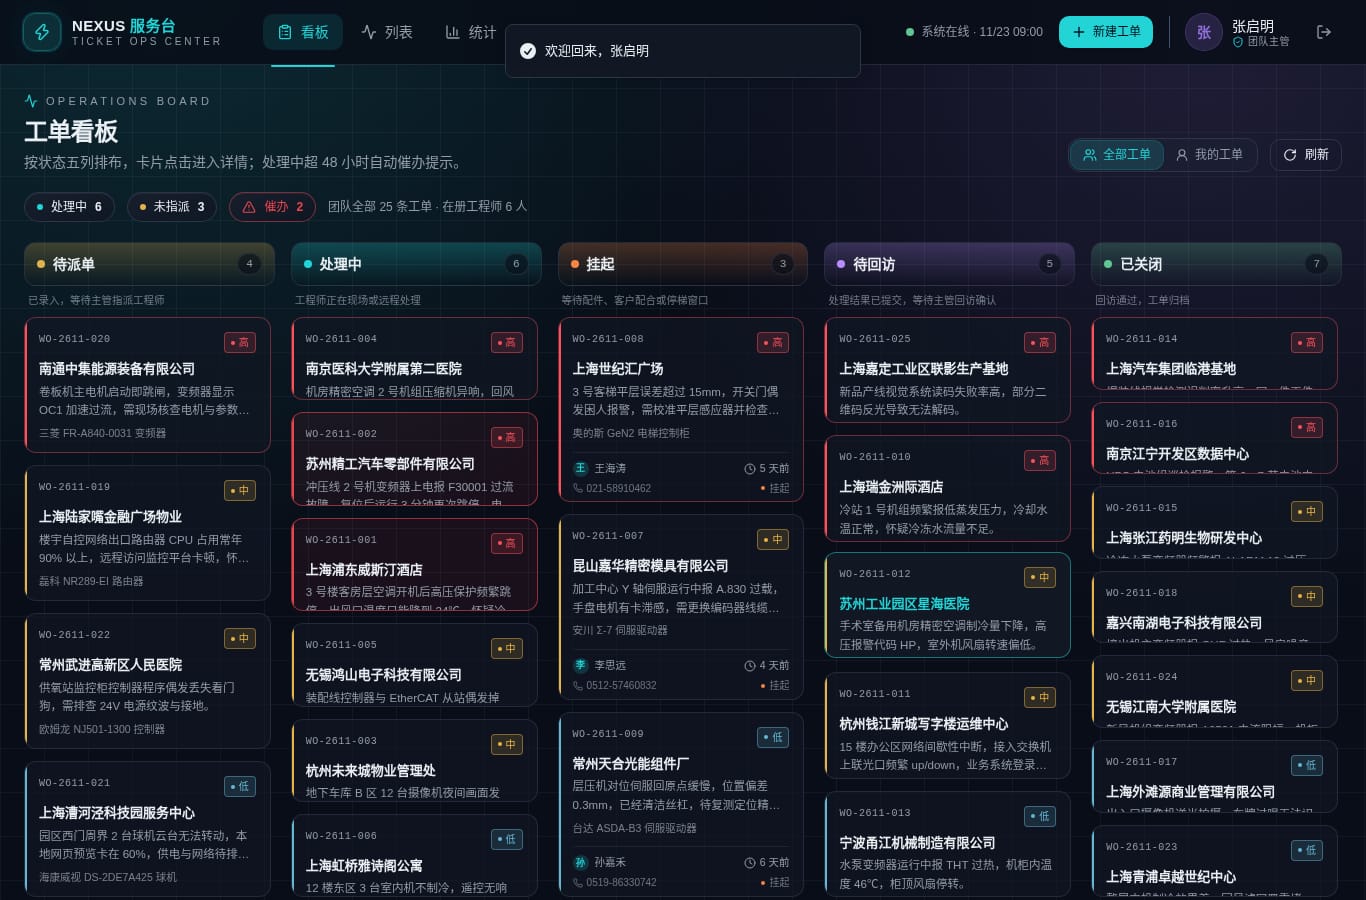 NEXUS 服务台
TICKET OPS CENTER
看板
列表
统计
欢迎回来，张启明
系统在线 · 11/23 09:00
新建工单
张
张启明
团队主管
OPERATIONS BOARD
工单看板
按状态五列排布，卡片点击进入详情；处理中超 48 小时自动催办提示。
全部工单
我的工单
刷新
处理中 6
未指派 3
催办 2
团队全部 25 条工单 · 在册工程师 6 人
待派单
4
已录入，等待主管指派工程师
WO-2611-020
高
南通中集能源装备有限公司
卷板机主电机启动即跳闸，变频器显示
OC1 加速过流，需现场核查电机与参数…
三菱 FR-A840-0031 变频器
WO-2611-019
中
上海陆家嘴金融广场物业
楼宇自控网络出口路由器 CPU 占用常年
90% 以上，远程访问监控平台卡顿，怀…
磊科 NR289-EI 路由器
WO-2611-022
中
常州武进高新区人民医院
供氧站监控柜控制器程序偶发丢失看门
狗，需排查 24V 电源纹波与接地。
欧姆龙 NJ501-1300 控制器
WO-2611-021
低
上海漕河泾科技园服务中心
园区西门周界 2 台球机云台无法转动，本
地网页预览卡在 60%，供电与网络待排…
海康威视 DS-2DE7A425 球机
处理中
6
工程师正在现场或远程处理
WO-2611-004
高
南京医科大学附属第二医院
机房精密空调 2 号机组压缩机异响，回风
WO-2611-002
高
苏州精工汽车零部件有限公司
冲压线 2 号机变频器上电报 F30001 过流
故障，复位后运行 3 分钟再次跳停，电
WO-2611-001
高
上海浦东威斯汀酒店
3 号楼客房层空调开机后高压保护频繁跳
停，出风口温度只能降到 24℃，怀疑冷
WO-2611-005
中
无锡鸿山电子科技有限公司
装配线控制器与 EtherCAT 从站偶发掉
WO-2611-003
中
杭州未来城物业管理处
地下车库 B 区 12 台摄像机夜间画面发
WO-2611-006
低
上海虹桥雅诗阁公寓
12 楼东区 3 台室内机不制冷，遥控无响
挂起
3
等待配件、客户配合或停梯窗口
WO-2611-008
高
上海世纪汇广场
3 号客梯平层误差超过 15mm，开关门偶
发困人报警，需校准平层感应器并检查…
奥的斯 GeN2 电梯控制柜
王 王海涛
5 天前
021-58910462
挂起
WO-2611-007
中
昆山嘉华精密模具有限公司
加工中心 Y 轴伺服运行中报 A.830 过载，
手盘电机有卡滞感，需更换编码器线缆…
安川 Σ-7 伺服驱动器
李 李思远
4 天前
0512-57460832
挂起
WO-2611-009
低
常州天合光能组件厂
层压机对位伺服回原点缓慢，位置偏差
0.3mm，已经清洁丝杠，待复测定位精…
台达 ASDA-B3 伺服驱动器
孙 孙嘉禾
6 天前
0519-86330742
挂起
待回访
5
处理结果已提交，等待主管回访确认
WO-2611-025
高
上海嘉定工业区联影生产基地
新品产线视觉系统读码失败率高，部分二
维码反光导致无法解码。
WO-2611-010
高
上海瑞金洲际酒店
冷站 1 号机组频繁报低蒸发压力，冷却水
温正常，怀疑冷冻水流量不足。
WO-2611-012
中
苏州工业园区星海医院
手术室备用机房精密空调制冷量下降，高
压报警代码 HP，室外机风扇转速偏低。
WO-2611-011
中
杭州钱江新城写字楼运维中心
15 楼办公区网络间歇性中断，接入交换机
上联光口频繁 up/down，业务系统登录…
WO-2611-013
低
宁波甬江机械制造有限公司
水泵变频器运行中报 THT 过热，机柜内温
度 46℃，柜顶风扇停转。
已关闭
7
回访通过，工单归档
WO-2611-014
高
上海汽车集团临港基地
WO-2611-016
高
南京江宁开发区数据中心
WO-2611-015
中
上海张江药明生物研发中心
WO-2611-018
中
嘉兴南湖电子科技有限公司
WO-2611-024
中
无锡江南大学附属医院
WO-2611-017
低
上海外滩源商业管理有限公司
WO-2611-023
低
上海青浦卓越世纪中心